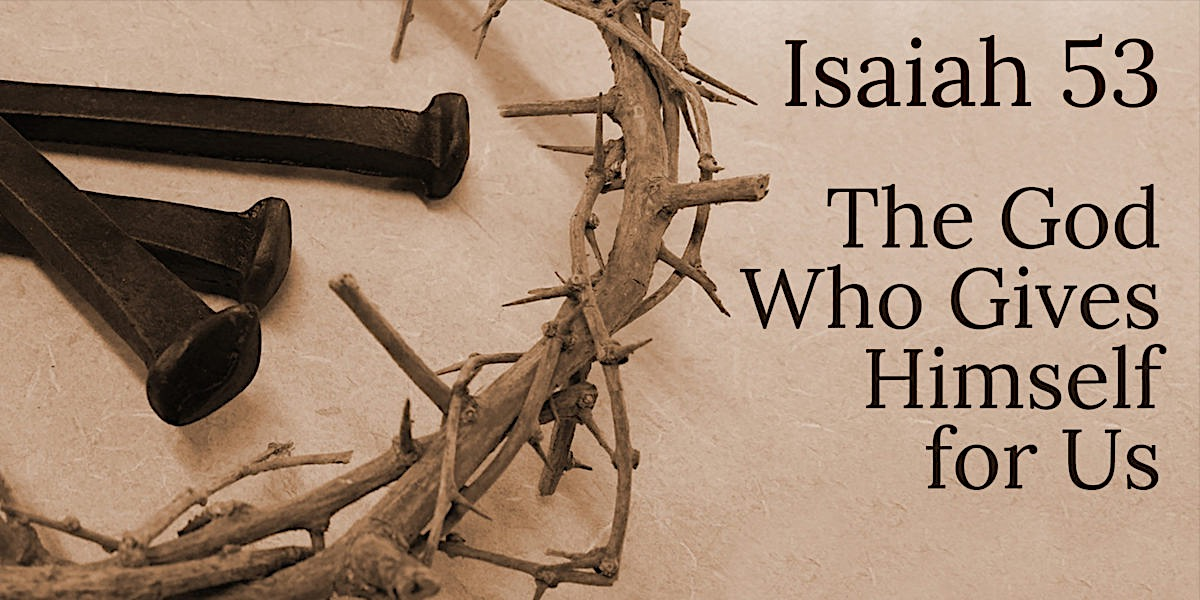 Isaiah 53
The God
Who Gives
Himself
for Us